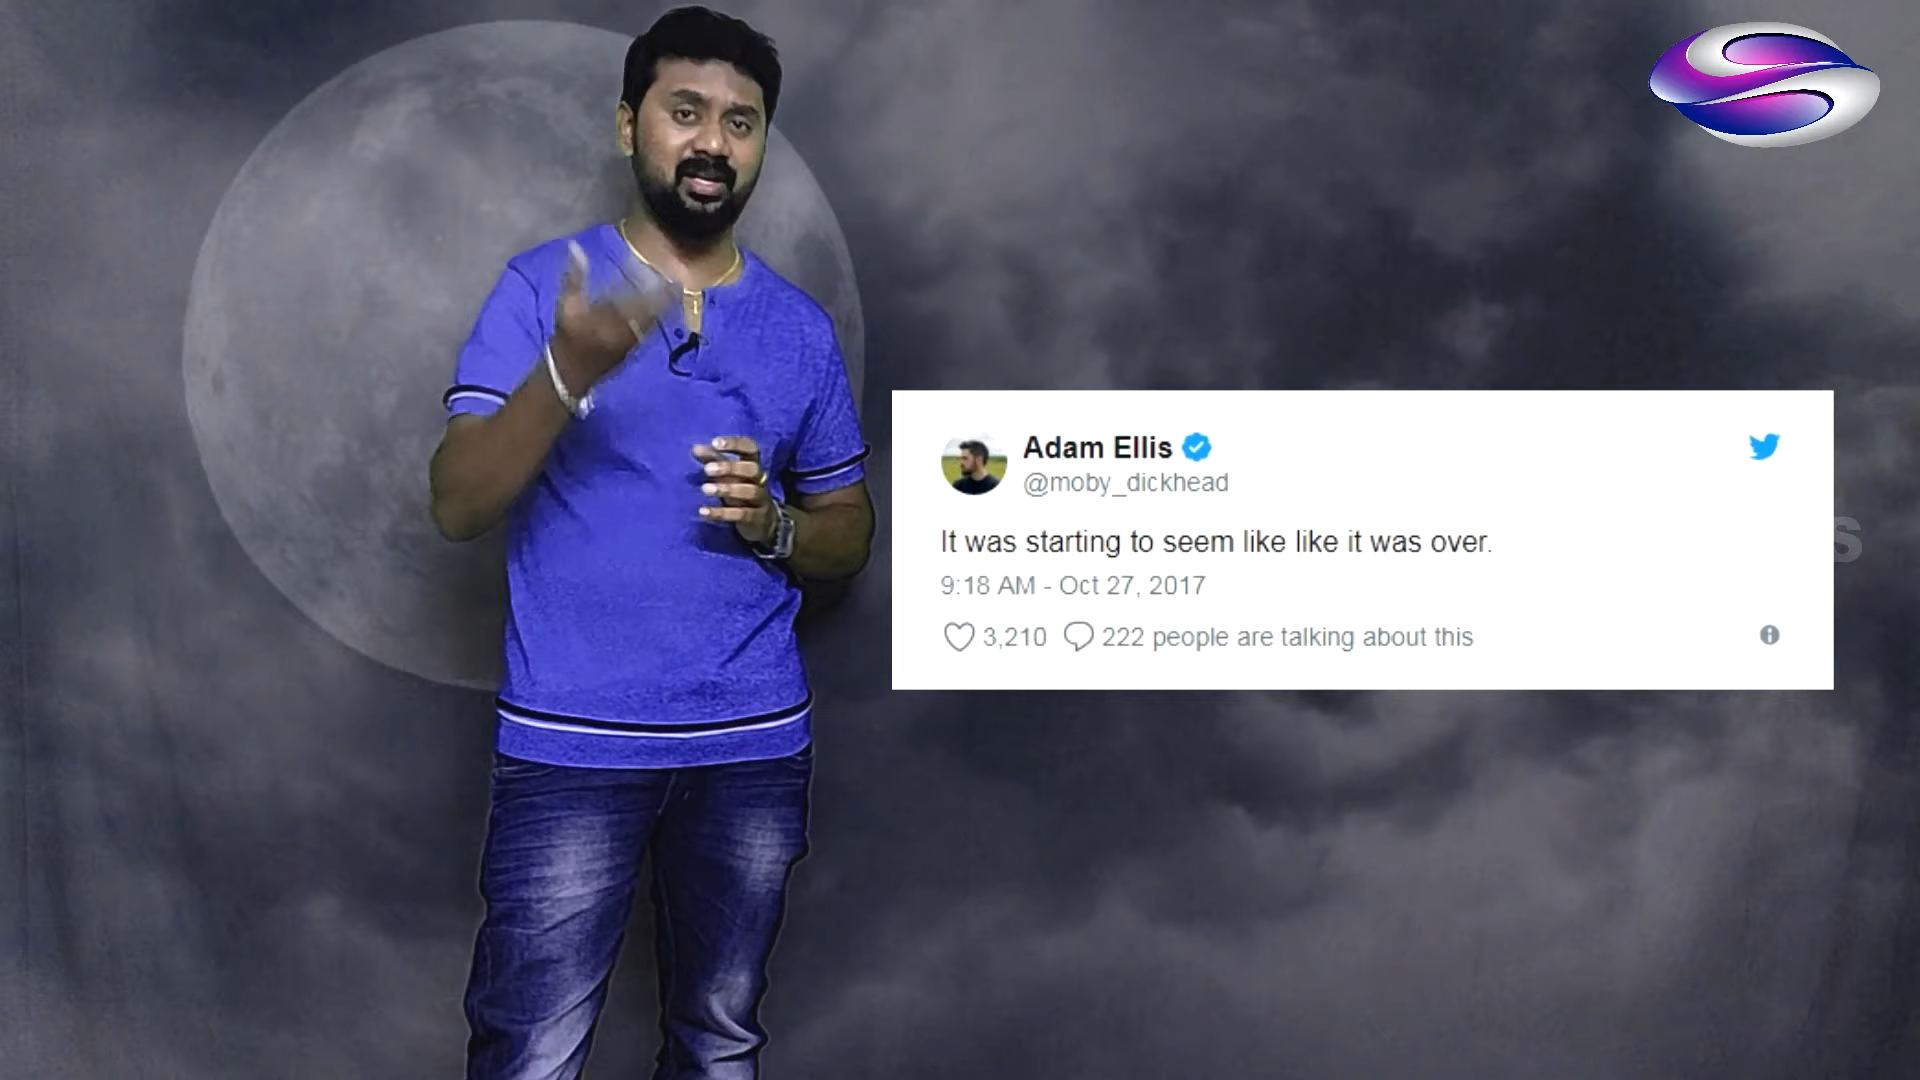 Adam Ellis
@moby_dickhead
It was starting to seem like like it was over.
9:18 AM - Oct 27, 2017
3,210 222 people are talking about this